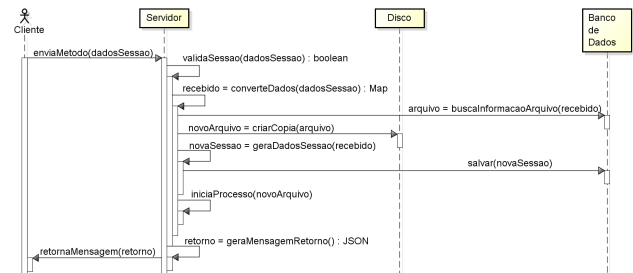 Cliente
Servidor
Disco
Banco
de
Dados
enviaMetodo(dadosSessao)
validaSessao(dadosSessao) : boolean
recebido = converteDados(dadosSessao) : Map
arquivo = buscaInformacaoArquivo(recebido)
novoArquivo = criarCopia(arquivo)
novaSessao = geraDadosSessao(recebido)
salvar(novaSessao)
iniciaProcesso(novoArquivo)
retorno = geraMensagemRetorno() : JSON
retornaMensagem(retorno)